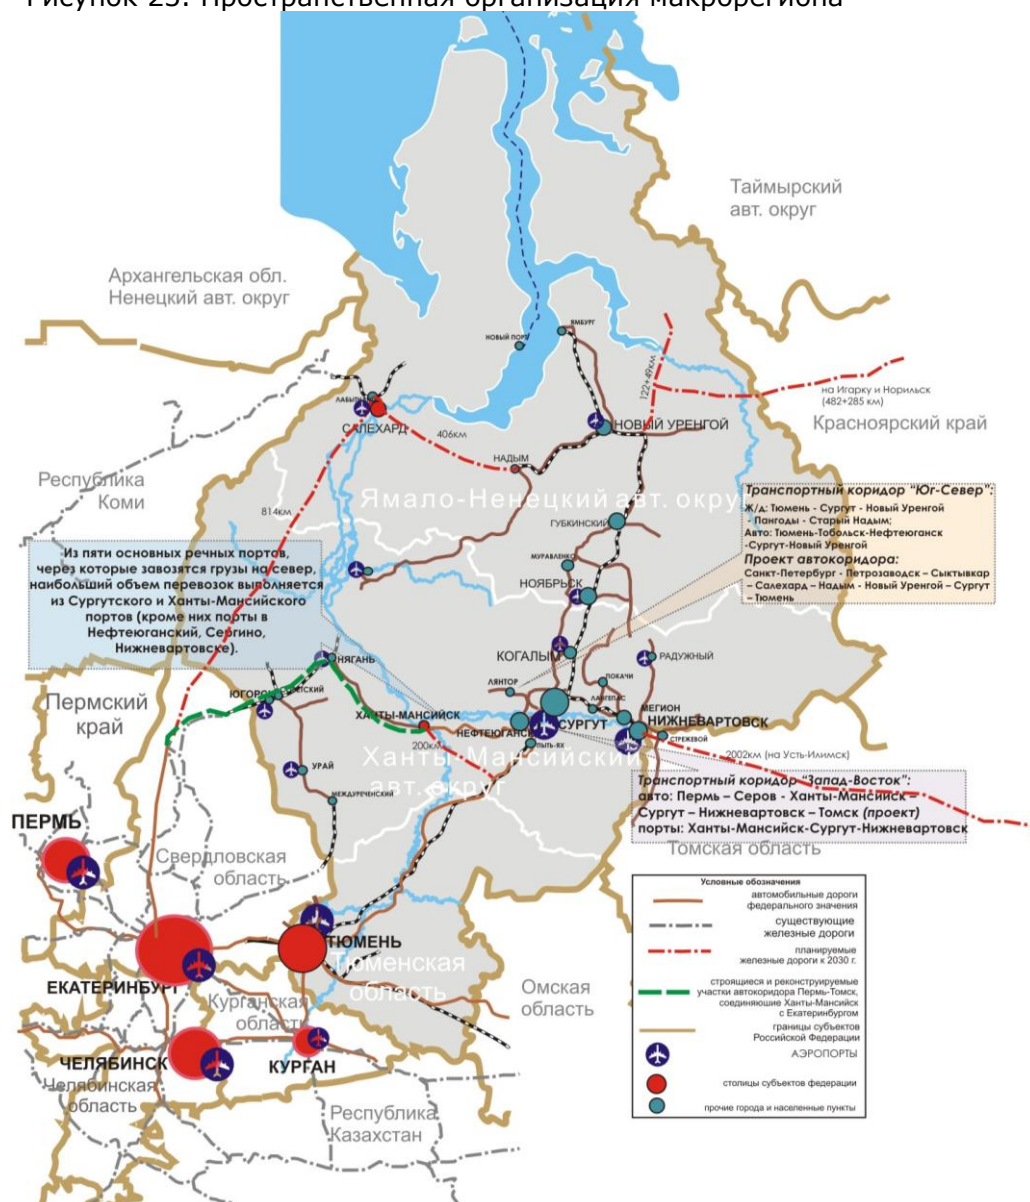 Рисунок 25. Пространственная организация макрорегиона
Таймырский
авт. округ
Архангельская обл.
Ненецкий авт. округ
НОВЫЙ ПОРТ
ЯМБУРГ
122+49км
на Игарку и Норильск
(482+285 км)
Красноярский край
САЛЕХАРД
406км
НОВЫЙ УРЕНГОЙ
НАДЫМ
Республика
Коми
Ямало-Ненецкий авт. округ
814км
ГУБКИНСКИЙ
Транспортный коридор "Юг-Север":
Ж/д: Тюмень - Сургут - Новый Уренгой
- Пангоды - Старый Надым;
Авто: Тюмень-Тобольск-Нефтеюганск
-Сургут-Новый Уренгой
Проект автокоридора:
Санкт-Петербург - Петрозаводск – Сыктывкар
– Салехард – Надым - Новый Уренгой – Сургут
– Тюмень
Из пяти основных речных портов,
через которые завозятся грузы на север,
наибольший объем перевозок выполняется
из Сургутского и Ханты-Мансийского
портов (кроме них порты в
Нефтеюганский, Сергино,
Нижневартовске).
МУРАВЛЕНКО
НОЯБРЬСК
КОГАЛЫМ
РАДУЖНЫЙ
НЯГАНЬ
ПОКАЧИ
ЛЯНТОР
ЛАНГЕПАС
Пермский
край
ЮГОРСК
СОВЕТСКИЙ
МЕГИОН
ХАНТЫ-МАНСИЙСК
НЕФТЕЮГАНСК
СУРГУТ
НИЖНЕВАРТОВСК
СТРЕЖЕВОЙ
ПЫТЬ-ЯХ
200км
2002км (на Усть-Илимск)
Ханты-Мансийский
авт. округ
УРАЙ
МЕЖДУРЕЧЕНСКИЙ
Транспортный коридор "Запад-Восток":
авто: Пермь – Серов - Ханты-Мансийск –
Сургут – Нижневартовск – Томск (проект)
порты: Ханты-Мансийск-Сургут-Нижневартовск
ПЕРМЬ
Свердловская
область
Томская область
Условные обозначения
автомобильные дороги
федерального значения
существующие
железные дороги
планируемые
железные дороги к 2030 г.
строящиеся и реконструируемые
участки автокоридора Пермь-Томск,
соединяюшие Ханты-Мансийск
с Екатеринбургом
границы субъектов
Российской Федерации
АЭРОПОРТЫ
столицы субъектов федерации
прочие города и населенные пункты
ТЮМЕНЬ
Тюменская
область
ЕКАТЕРИНБУРГ
Курганская
область
Омская
область
ЧЕЛЯБИНСК
КУРГАН
Челябинская
область
Республика
Казахстан